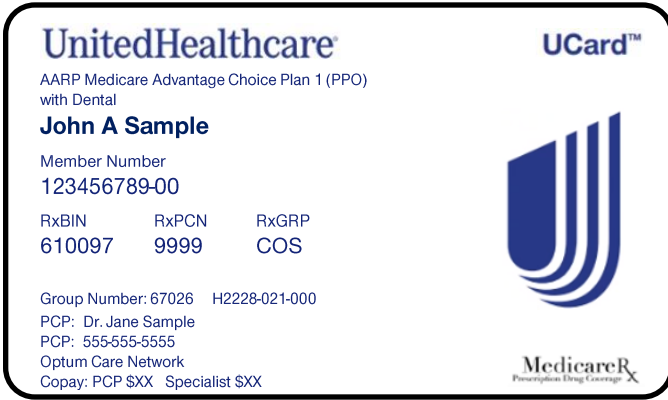 UnitedHealthcare®
UCard™
AARP Medicare Advantage Choice Plan 1 (PPO)
with Dental
John A Sample
Member Number
123456789-00
RxBIN RxPCN RxGRP
610097 9999 COS
Group Number: 67026 H2228-021-000
PCP: Dr. Jane Sample
PCP: 555-555-5555
Optum Care Network
Copay: PCP $XX Specialist $XX
MedicareRx
Prescription Drug Coverage